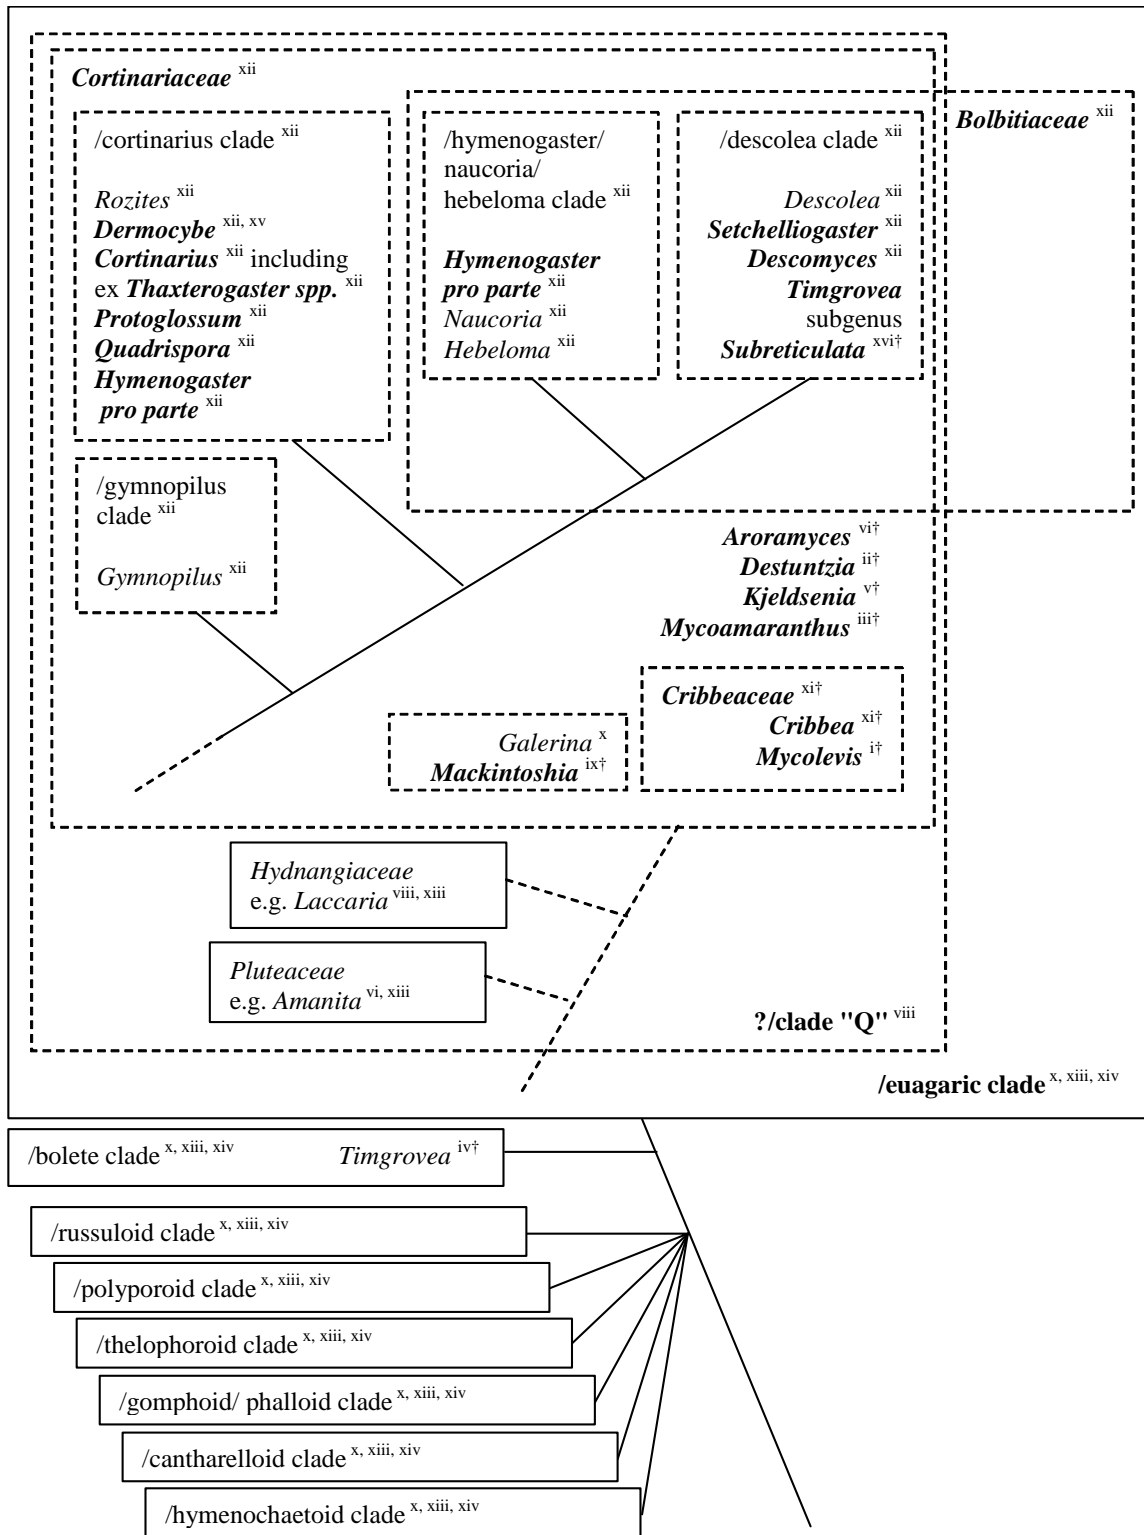 Cortinariaceae xii
/cortinarius clade xii
Rozites xii
Dermocybe xii, xv
Cortinarius xii including
ex Thaxterogaster spp. xii
Protoglossum xii
Quadrispora xii
Hymenogaster
pro parte xii
/hymenogaster/
naucoria/
hebeloma clade xii
Hymenogaster
pro parte xii
Naucoria xii
Hebeloma xii
/descolea clade xii
Descolea xii
Setchelliogaster xii
Descomyces xii
Timgrovea
subgenus
Subreticulata xvi†
Bolbitiaceae xii
/gymnopilus
clade xii
Gymnopilus xii
Aroramyces vi†
Destuntzia ii†
Kjeldsenia v†
Mycoamaranthus iii†
Cribbeaceae xi†
Cribbea xi†
Mycolevis i†
Galerina x
Mackintoshia ix†
Hydnangiaceae
e.g. Laccaria viii, xiii
Pluteaceae
e.g. Amanita vi, xiii
?/clade "Q" viii
/euagaric clade x, xiii, xiv
/bolete clade x, xiii, xiv Timgrovea iv†
/russuloid clade x, xiii, xiv
/polyporoid clade x, xiii, xiv
/thelophoroid clade x, xiii, xiv
/gomphoid/ phalloid clade x, xiii, xiv
/cantharelloid clade x, xiii, xiv
/hymenochaetoid clade x, xiii, xiv